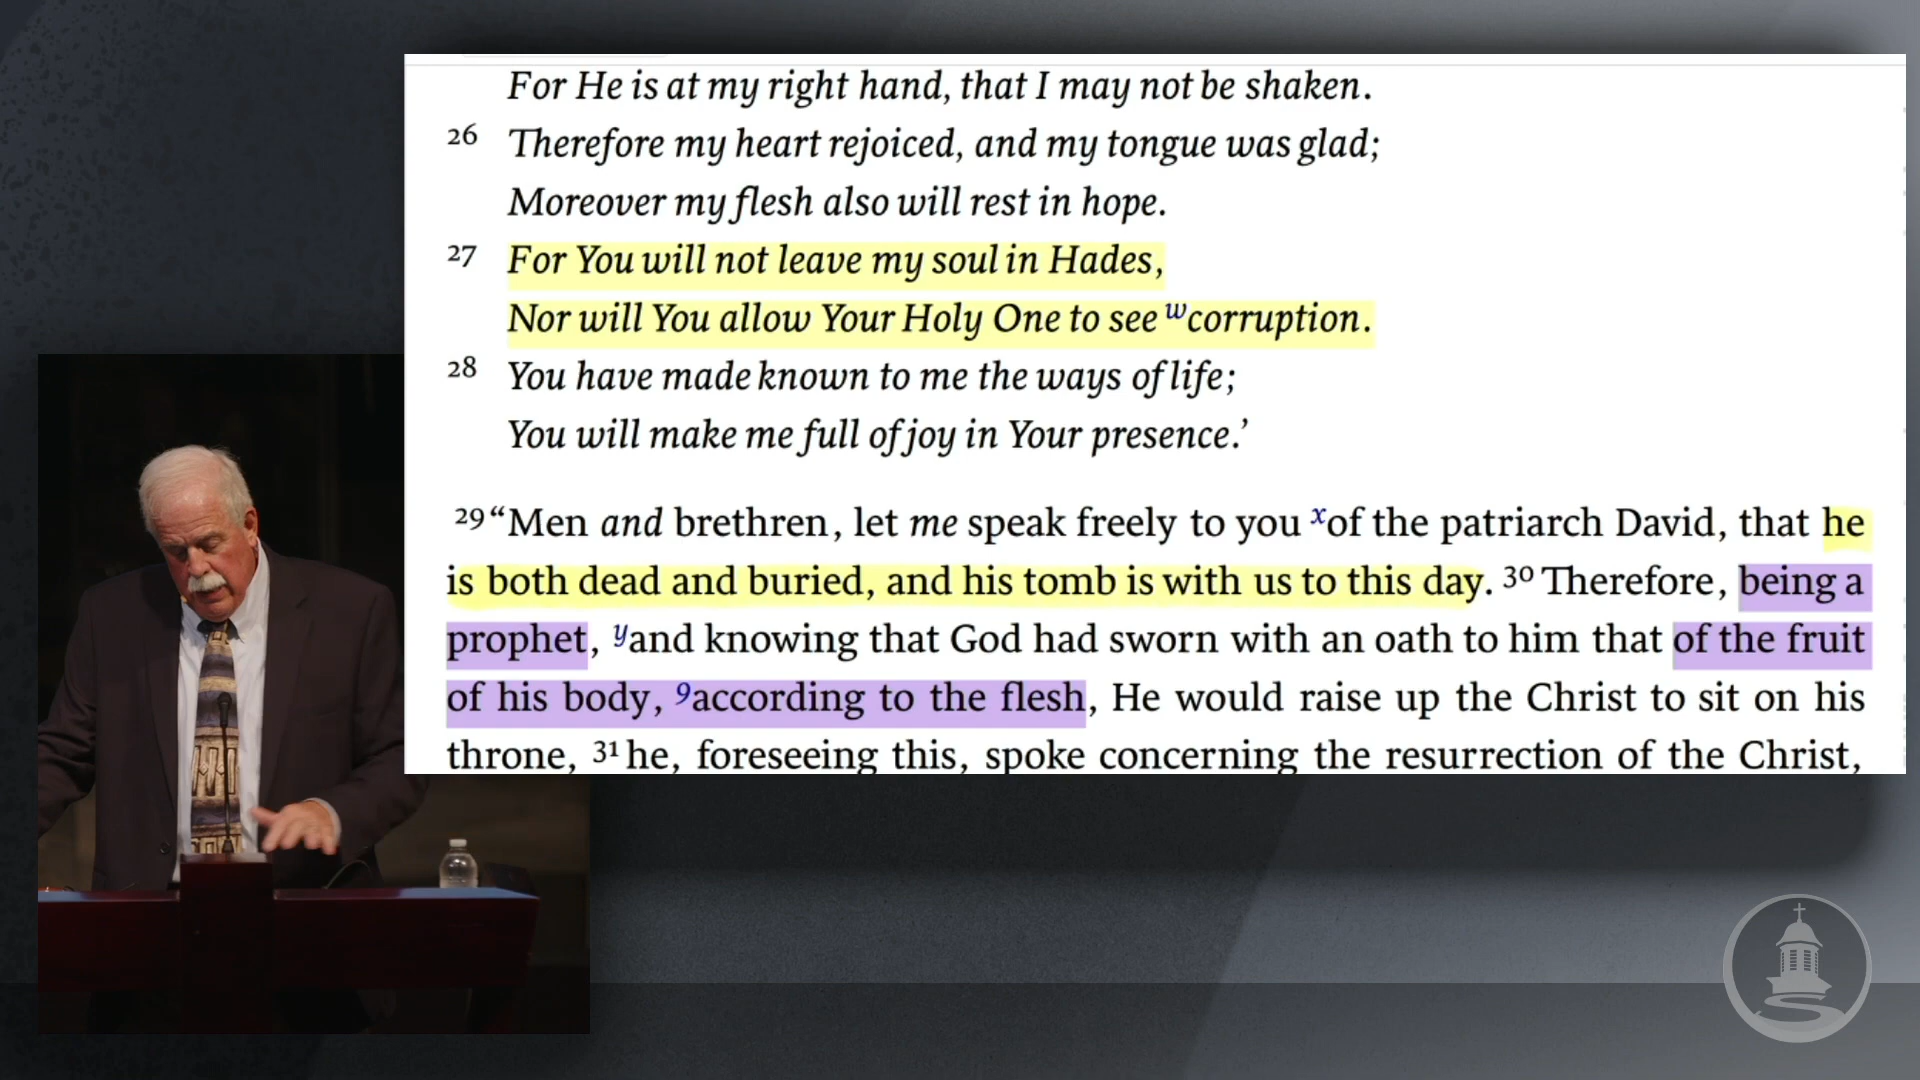 For He is at my right hand, that I may not be shaken.
26 Therefore my heart rejoiced, and my tongue was glad;
Moreover my flesh also will rest in hope.
27 For You will not leave my soul in Hades,
Nor will You allow Your Holy One to see wcorruption.
28 You have made known to me the ways of life;
You will make me full of joy in Your presence.’
29 “Men and brethren, let me speak freely to you xof the patriarch David, that he
is both dead and buried, and his tomb is with us to this day. 30 Therefore, being a
prophet, yand knowing that God had sworn with an oath to him that of the fruit
of his body, 9according to the flesh, He would raise up the Christ to sit on his
throne, 31 he, foreseeing this, spoke concerning the resurrection of the Christ,